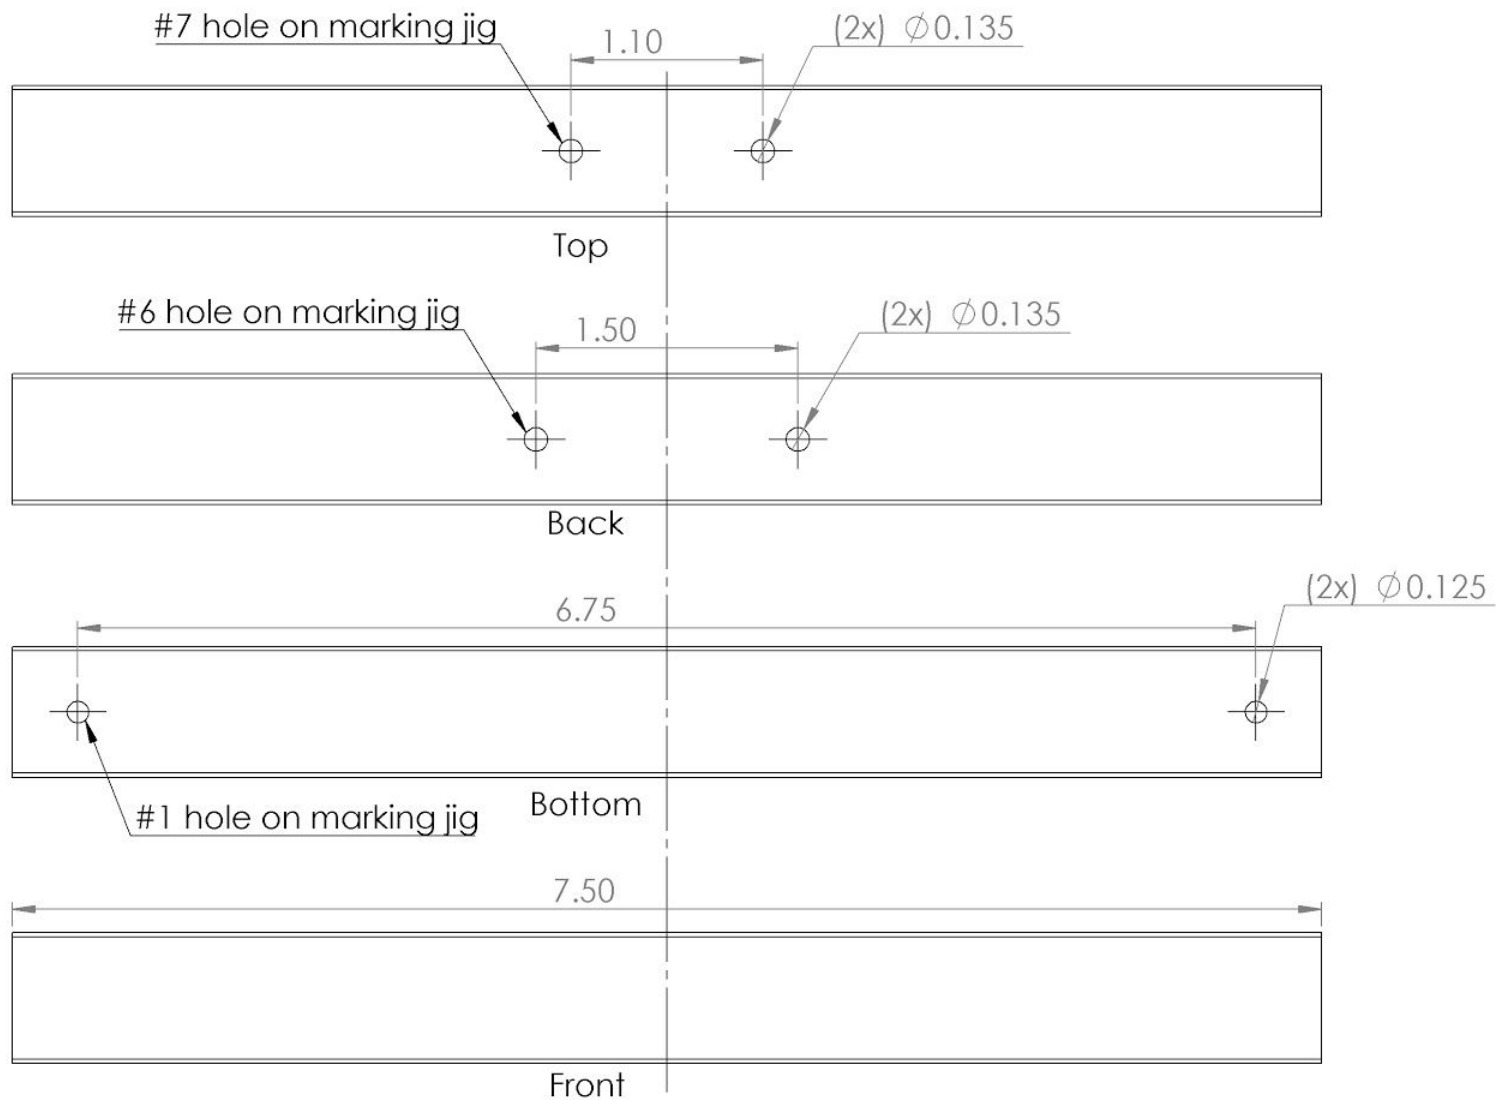 #7 hole on marking jig
1.10
(2x) ∅0.135
Top
#6 hole on marking jig
1.50
(2x) ∅0.135
Back
6.75
(2x) ∅0.125
#1 hole on marking jig
Bottom
7.50
Front